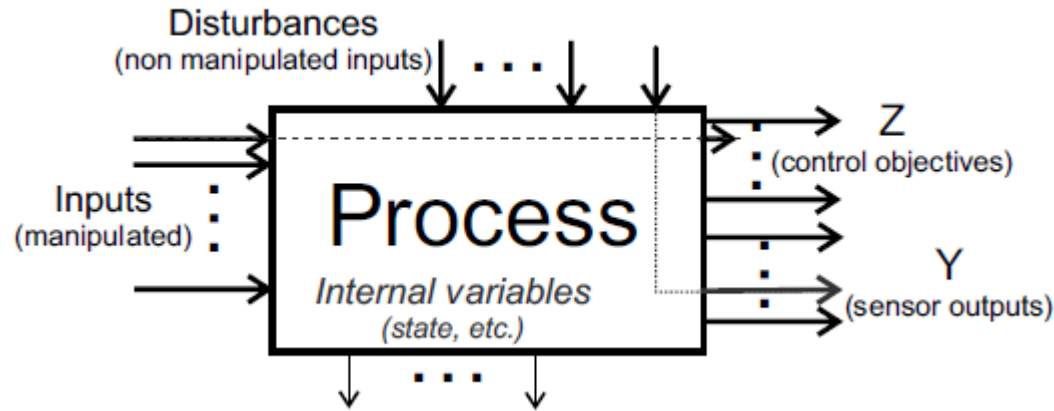 Disturbances
(non manipulated inputs)
Z
(control objectives)
Inputs
(manipulated)
Process
Internal variables
(state, etc.)
Y
(sensor outputs)